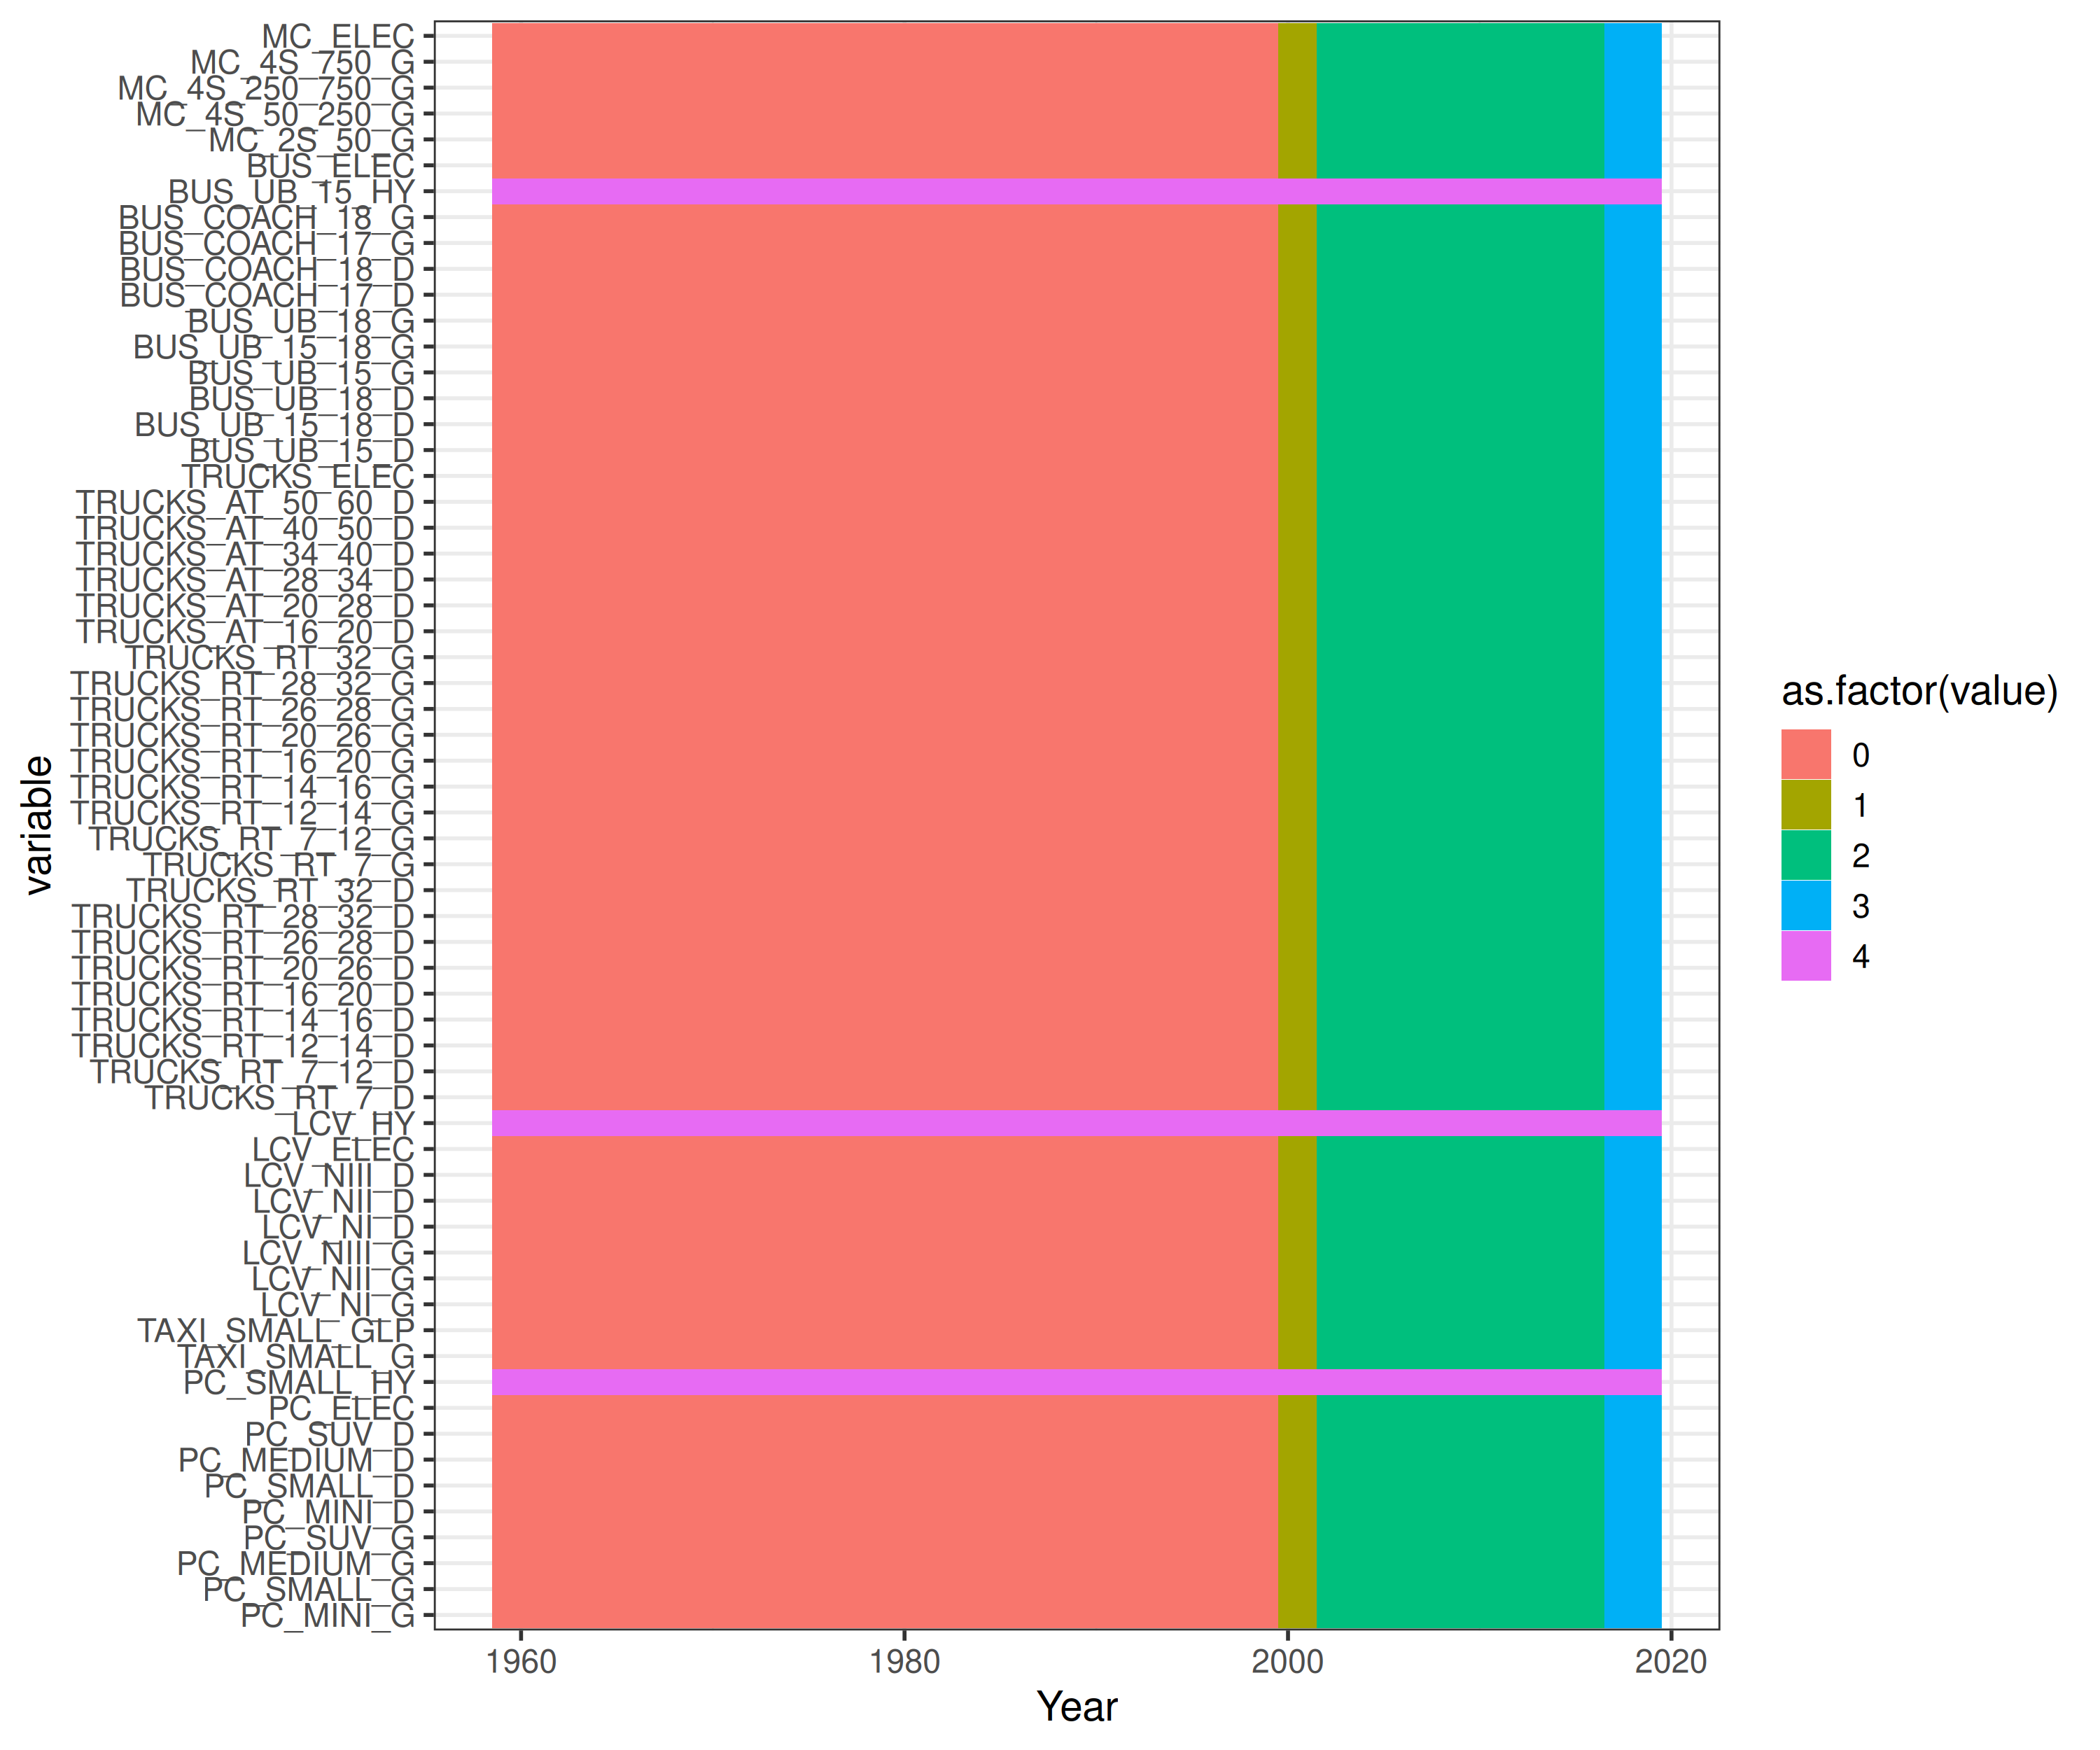 MC_ELEC
MC_4S_750_G
MC_4S_250_750_G
MC_4S_50_250_G
MC_2S_50_G
BUS_ELEC
BUS_UB_15_HY
BUS_COACH_18_G
BUS_COACH_17_G
BUS_COACH_18_D
BUS_COACH_17_D
BUS_UB_18_G
BUS_UB_15_18_G
BUS_UB_15_G
BUS_UB_18_D
BUS_UB_15_18_D
BUS_UB_15_D
TRUCKS_ELEC
TRUCKS_AT_50_60_D
TRUCKS_AT_40_50_D
TRUCKS_AT_34_40_D
TRUCKS_AT_28_34_D
TRUCKS_AT_20_28_D
TRUCKS_AT_16_20_D
TRUCKS_RT_32_G
TRUCKS_RT_28_32_G
TRUCKS_RT_26_28_G
TRUCKS_RT_20_26_G
TRUCKS_RT_16_20_G
TRUCKS_RT_14_16_G
TRUCKS_RT_12_14_G
TRUCKS_RT_7_12_G
TRUCKS_RT_7_G
TRUCKS_RT_32_D
TRUCKS_RT_28_32_D
TRUCKS_RT_26_28_D
TRUCKS_RT_20_26_D
TRUCKS_RT_16_20_D
TRUCKS_RT_14_16_D
TRUCKS_RT_12_14_D
TRUCKS_RT_7_12_D
TRUCKS_RT_7_D
LCV_HY
LCV_ELEC
LCV_NIII_D
LCV_NII_D
LCV_NI_D
LCV_NIII_G
LCV_NII_G
LCV_NI_G
TAXI_SMALL_GLP
TAXI_SMALL_G
PC_SMALL_HY
PC_ELEC
PC_SUV_D
PC_MEDIUM_D
PC_SMALL_D
PC_MINI_D
PC_SUV_G
PC_MEDIUM_G
PC_SMALL_G
PC_MINI_G
variable
1960 1980 2000 2020
Year
as.factor(value)
0
1
2
3
4